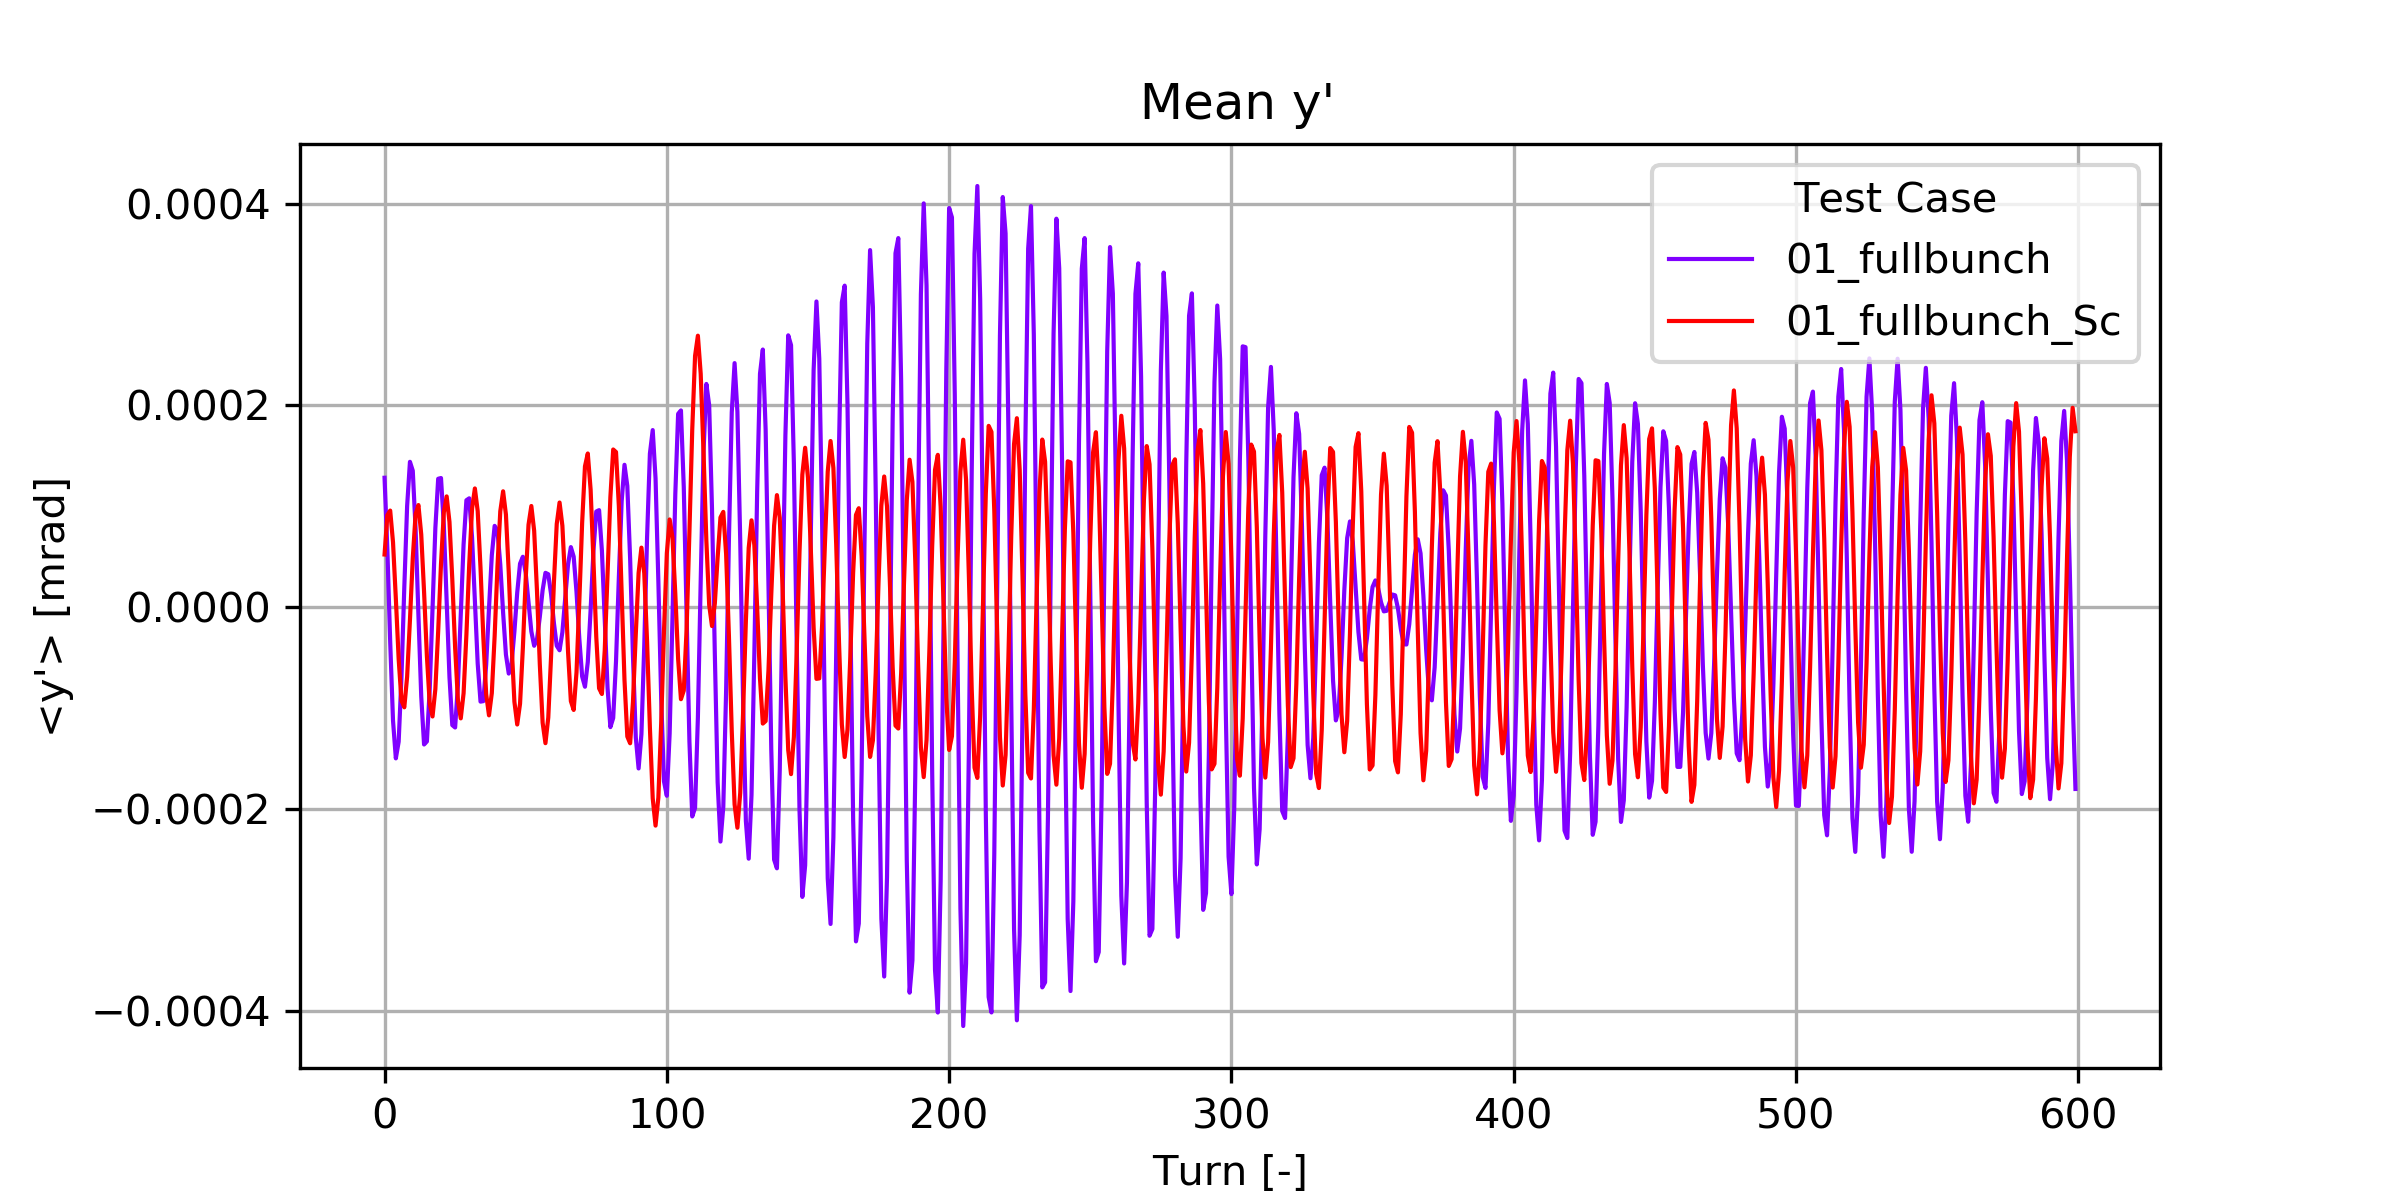 Mean y'
Test Case
01_fullbunch
01_fullbunch_Sc
<y'> [mrad]
0.0004
0.0002
0.0000
−0.0002
−0.0004
0 100 200 300 400 500 600
Turn [-]